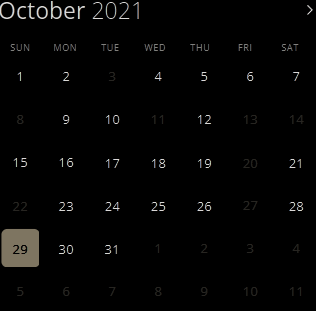 October 2021 >
SUN MON TUE WED THU FRI SAT
1 2 3 4 5 6 7
8 9 10 11 12 13 14
15 16 17 18 19 20 21
22 23 24 25 26 27 28
29 30 31 1 2 3 4
5 6 7 8 9 10 11